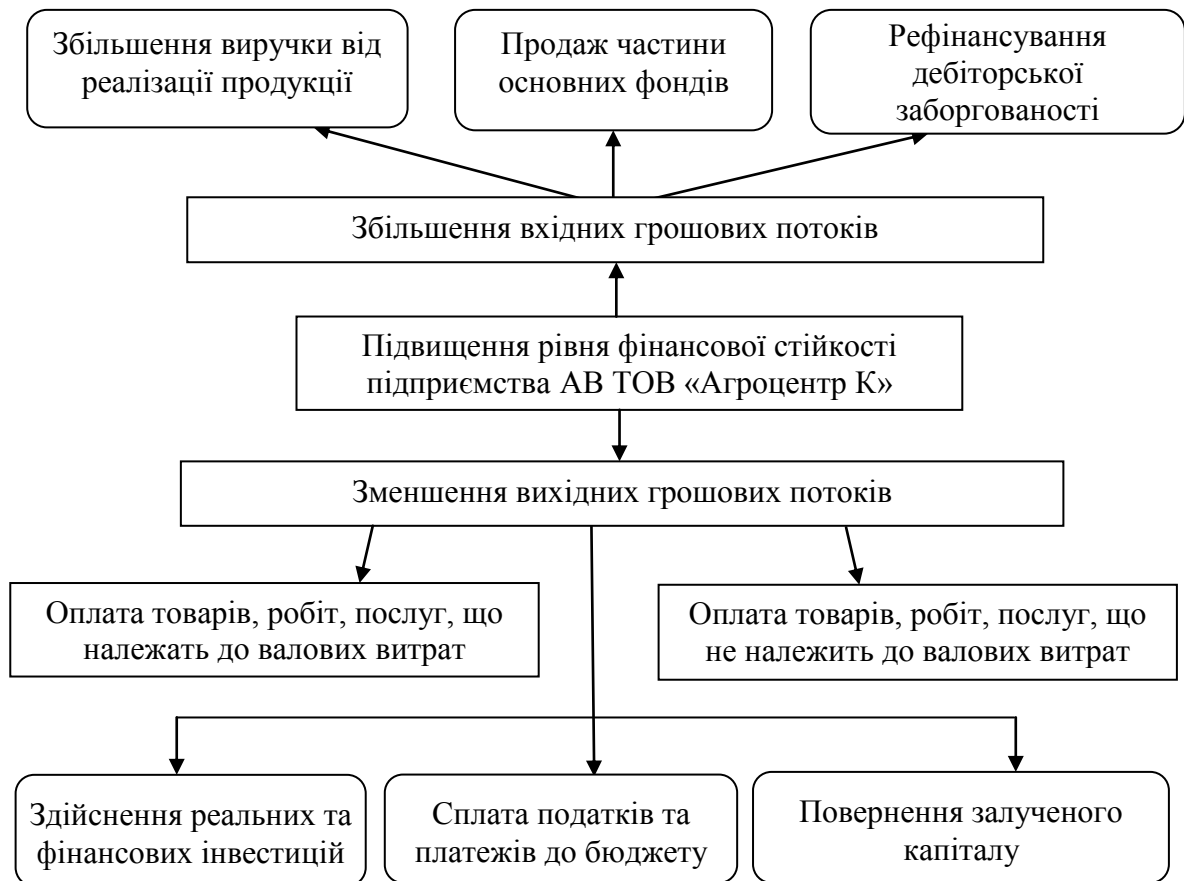 Збільшення виручки від
реалізації продукції
Продаж частини
основних фондів
Рефінансування
дебіторської
заборгованості
Збільшення вхідних грошових потоків
Підвищення рівня фінансової стійкості
підприємства АВ ТОВ «Агроцентр К»
Зменшення вихідних грошових потоків
Оплата товарів, робіт, послуг, що
належать до валових витрат
Оплата товарів, робіт, послуг, що
не належить до валових витрат
Здійснення реальних та
фінансових інвестицій
Сплата податків та
платежів до бюджету
Повернення залученого
капіталу